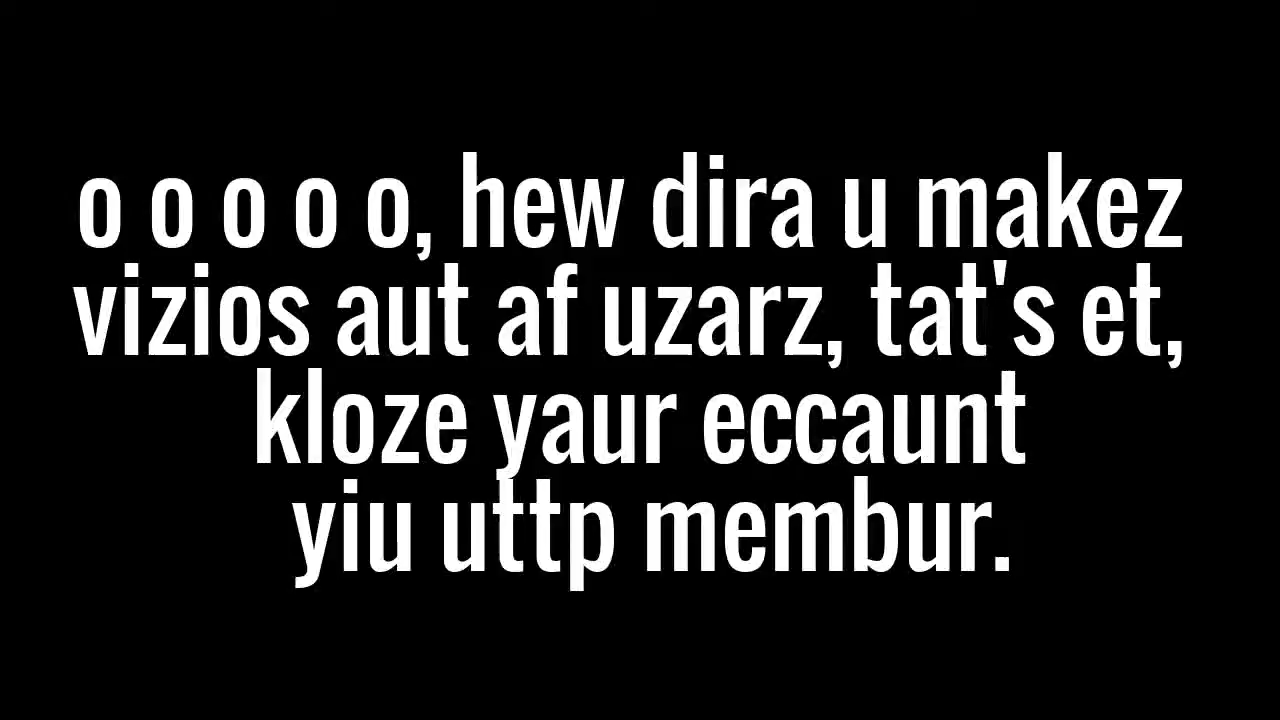 o o o o o, hew dira u makez
vizios aut af uzarz, tat's et,
kloze yaur eccaunt
yiu uttp membur.